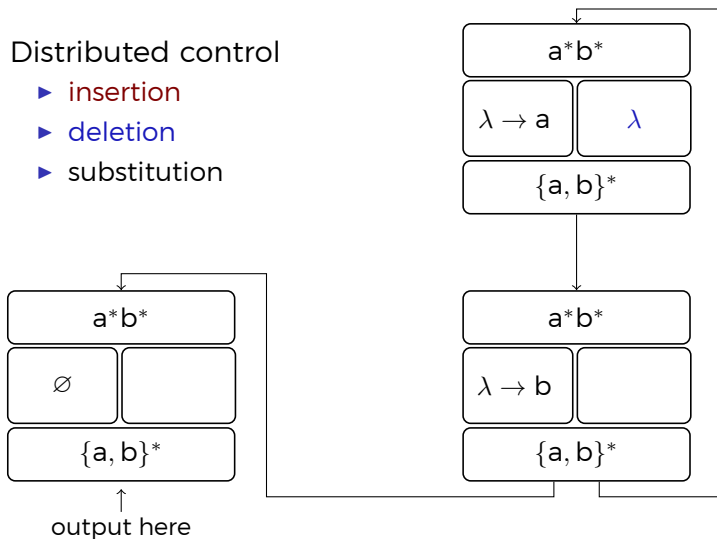 Distributed control
▶ insertion
▶ deletion
▶ substitution
a*b*
λ → a
λ
{a, b}*
a*b*
∅
{a, b}*
output here
a*b*
λ → b
{a, b}*